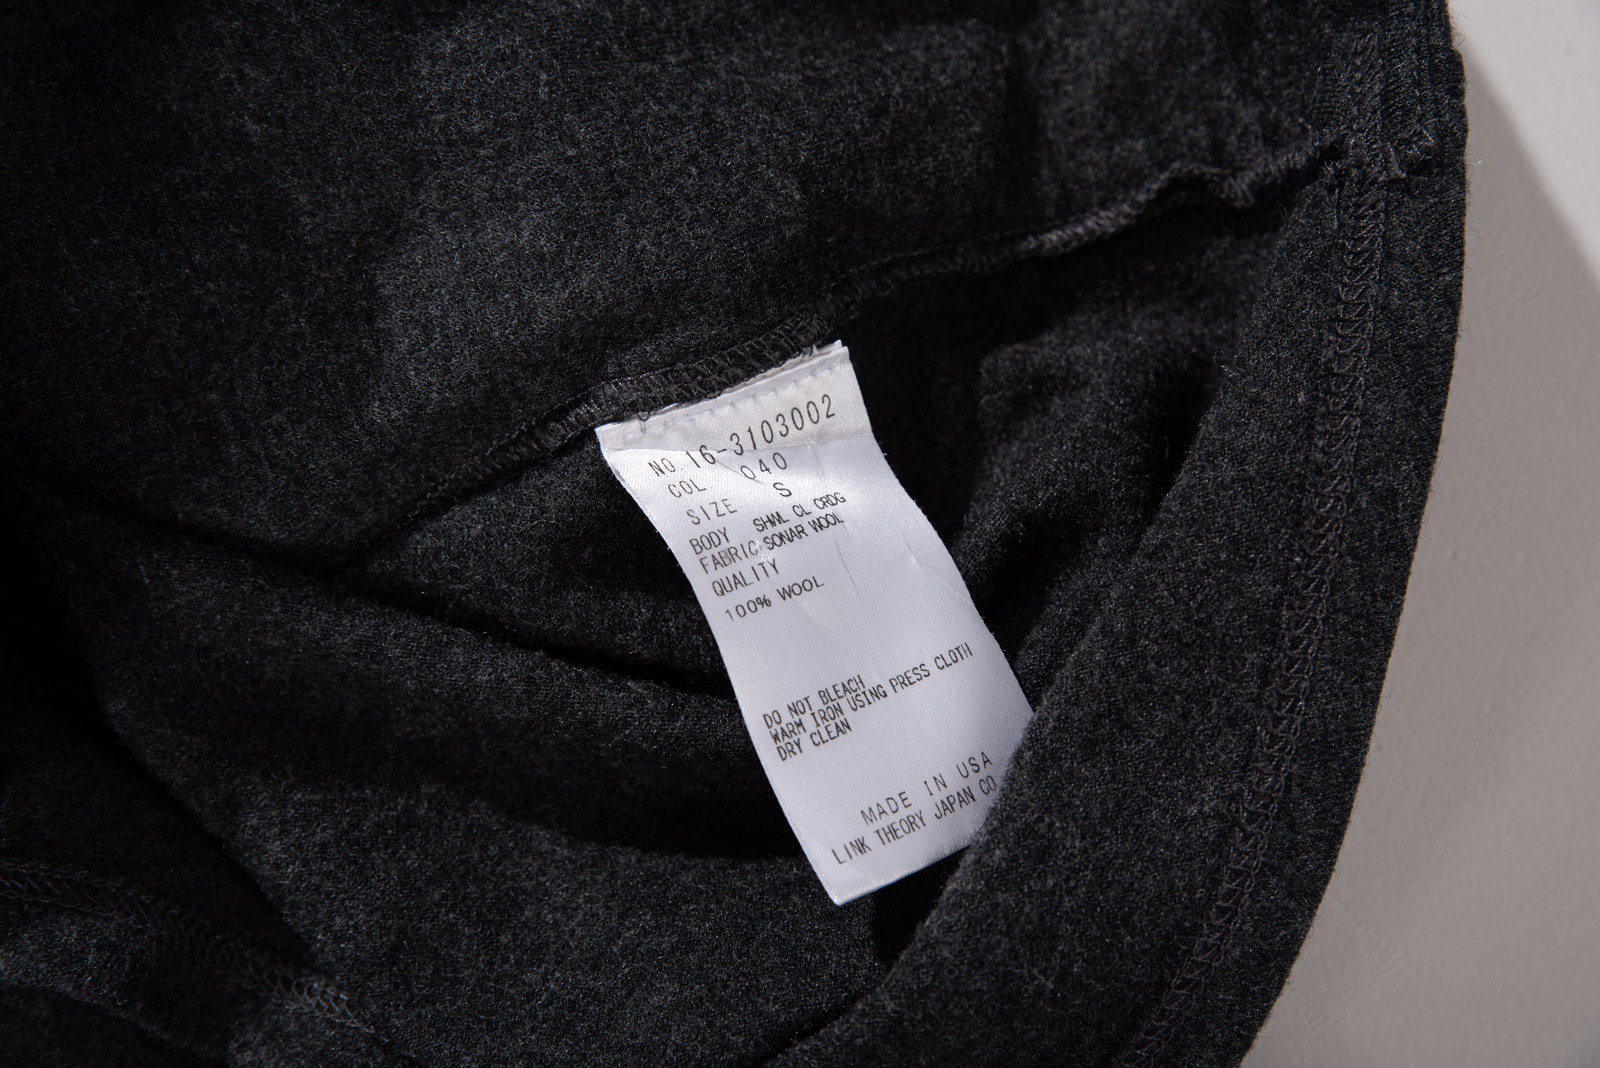 NO. 16-3103002
COL 040
SIZE S
BODY SHWL CL CRDG
FABRIC SONAR WOOL
QUALITY
100% WOOL
DO NOT BLEACH
WARM IRON USING PRESS CLOTH
DRY CLEAN
MADE IN USA
LINK THEORY JAPAN CO